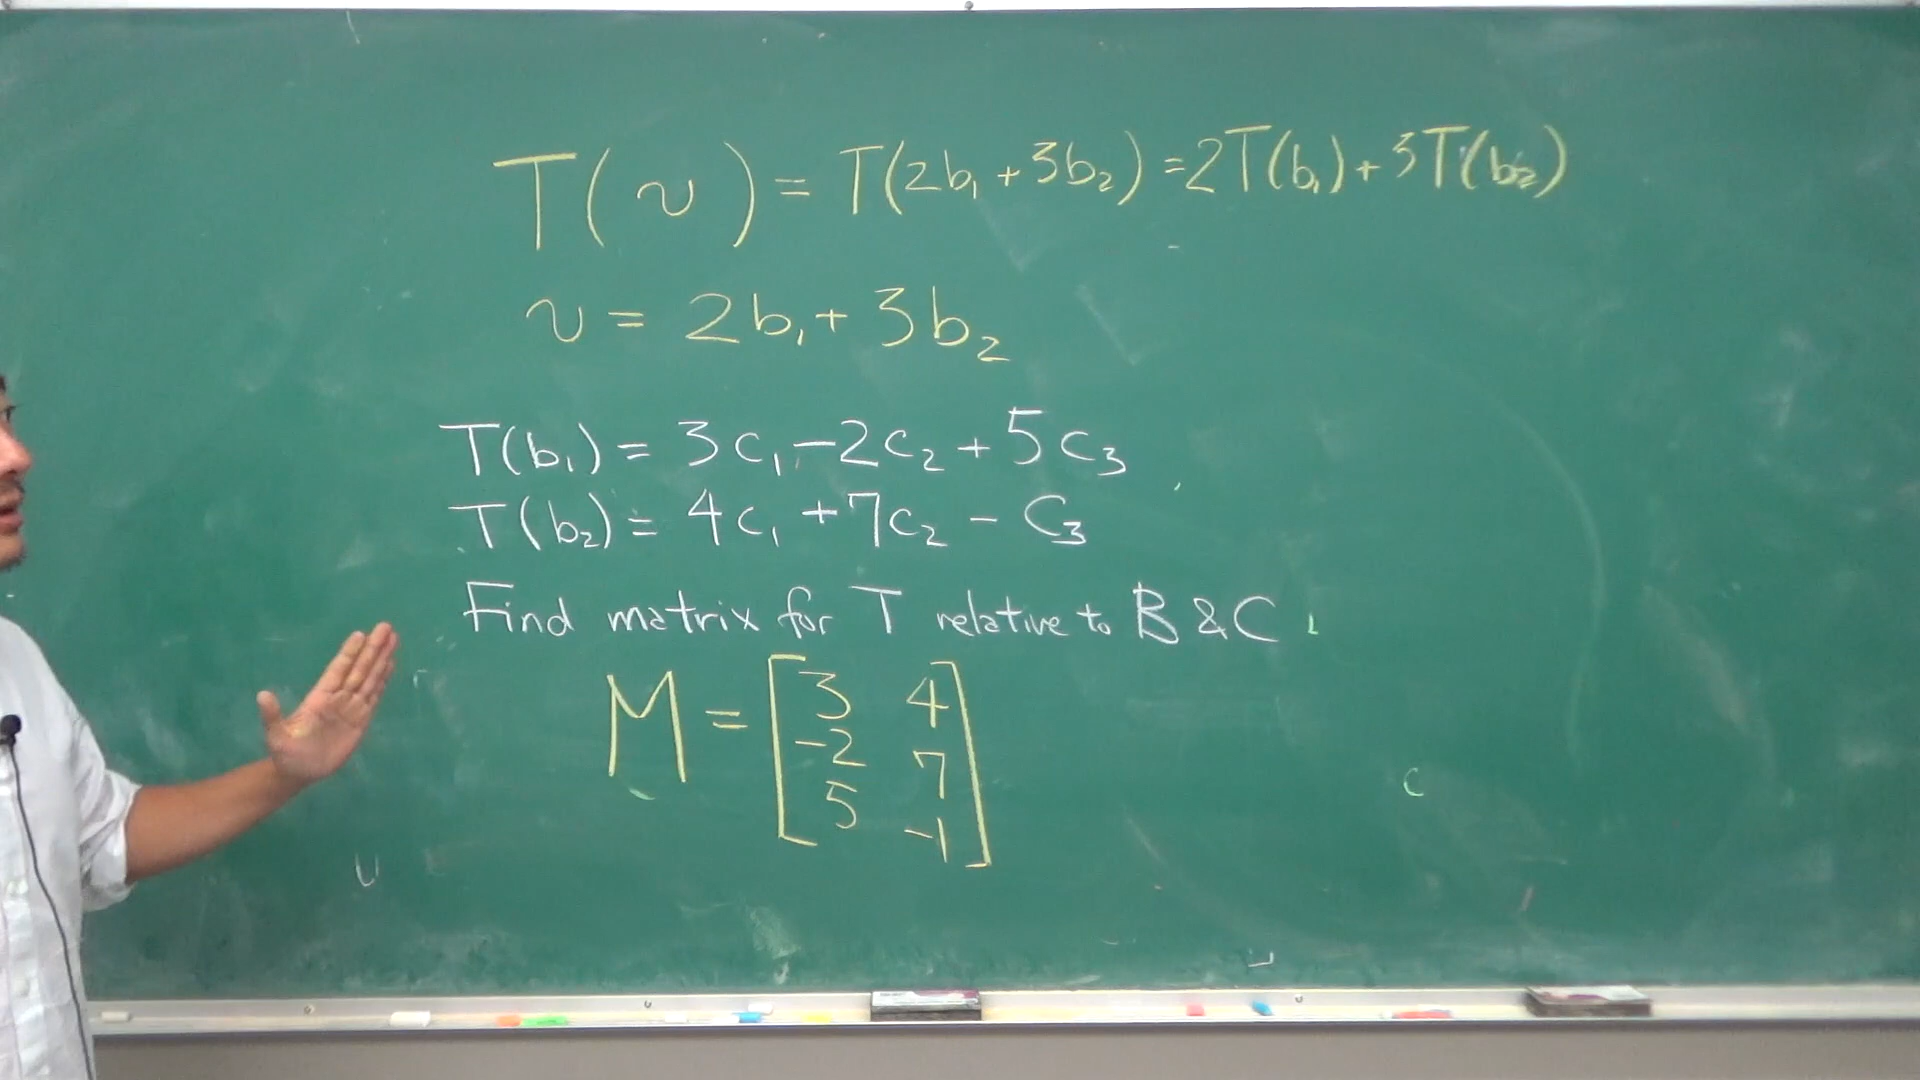 T(v) = T(2b₁ + 3b₂) = 2T(b₁) + 3T(b₂)
v = 2b₁ + 3b₂
T(b₁) = 3c₁ - 2c₂ + 5c₃
T(b₂) = 4c₁ + 7c₂ - c₃
Find matrix for T relative to B & C.
M = [3 4
-2 7
5 -1]